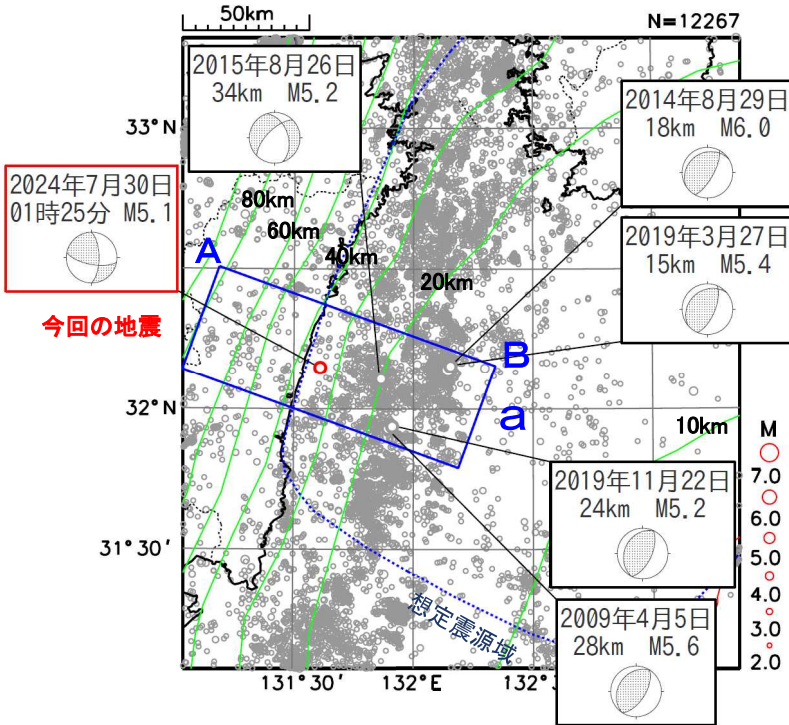 50km
N=12267
2015年8月26日
34km M5.2
2014年8月29日
18km M6.0
33°N
2024年7月30日
01時25分 M5.1
80km
60km
40km
20km
2019年3月27日
15km M5.4
A
今回の地震
B
a
32°N
10km
M
7.0
6.0
5.0
4.0
3.0
2.0
2019年11月22日
24km M5.2
31°30′
想定震源域
2009年4月5日
28km M5.6
131°30′
132°E
132°3